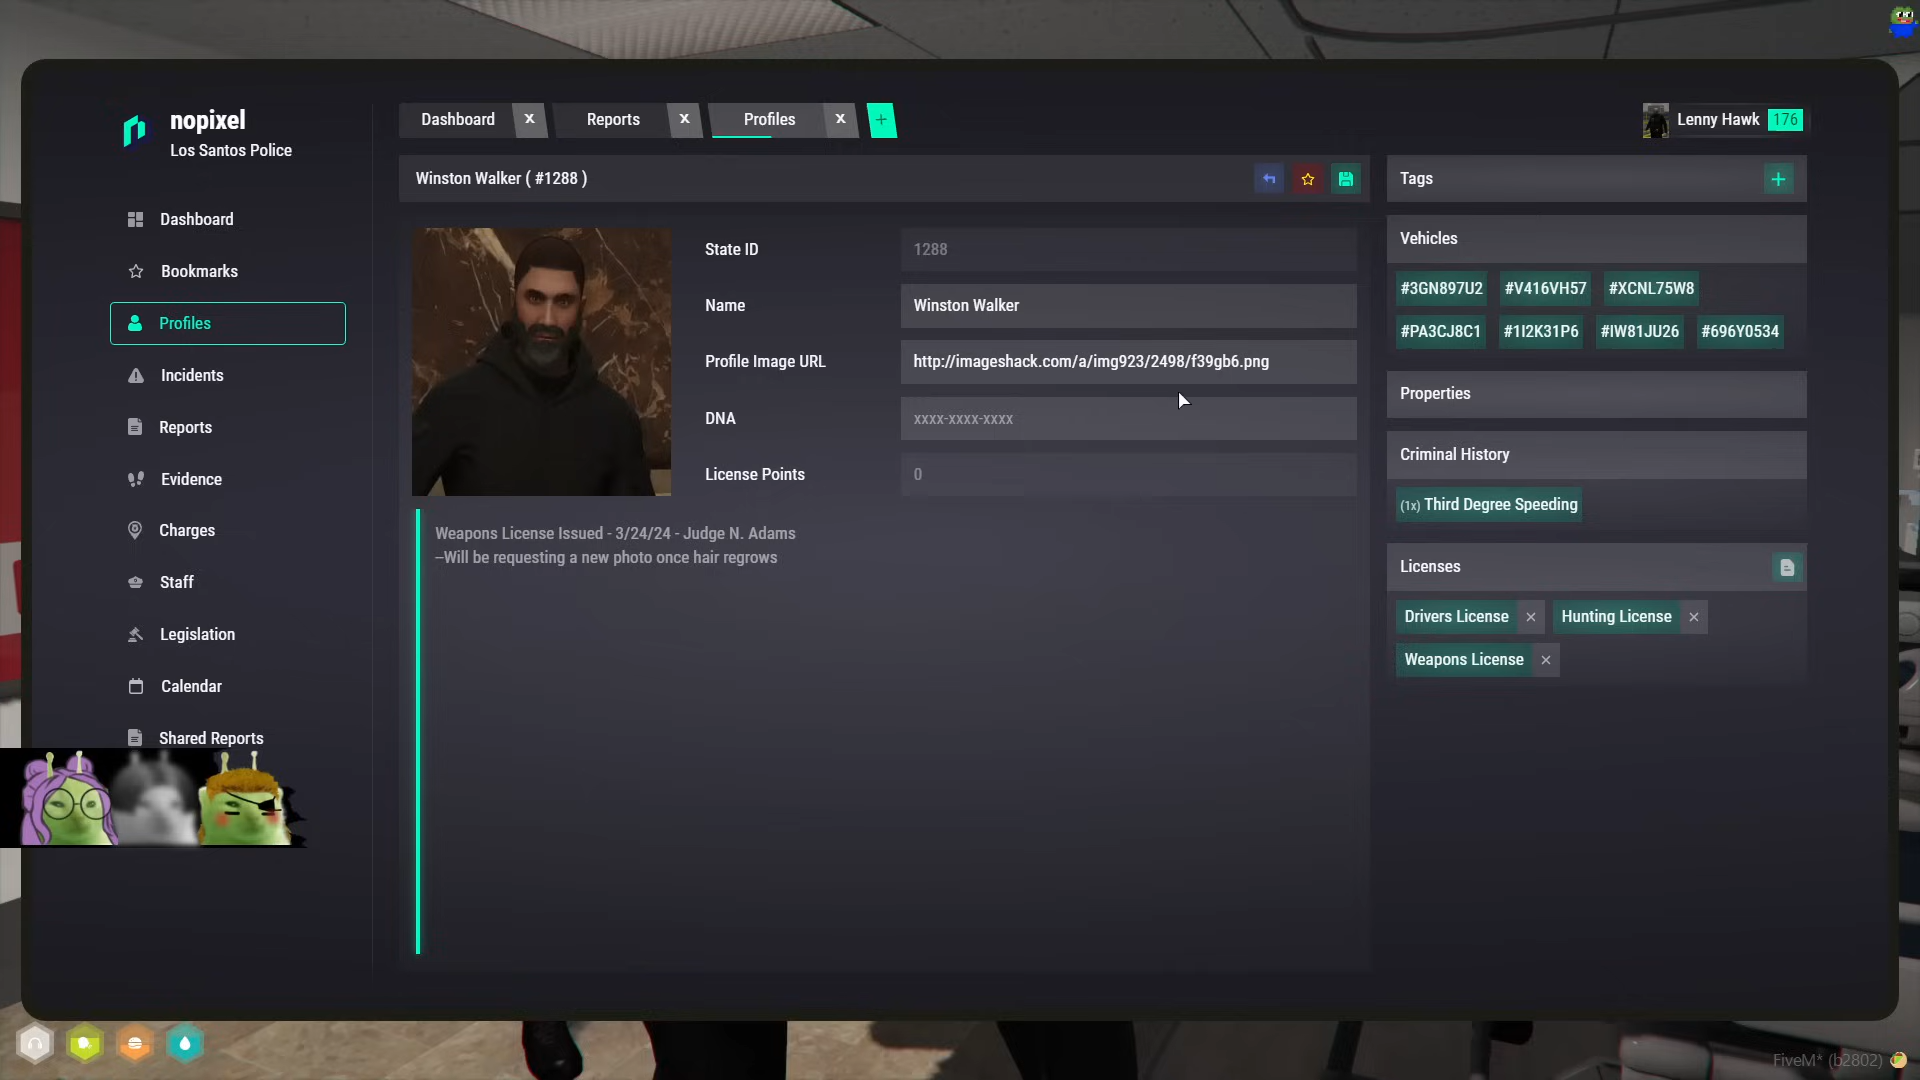 nopixel
Los Santos Police
Dashboard
Bookmarks
Profiles
Incidents
Reports
Evidence
Charges
Staff
Legislation
Calendar
Shared Reports
Dashboard x
Reports x
Profiles x
+
Lenny Hawk 176
Winston Walker ( #1288 )
State ID 1288
Name Winston Walker
Profile Image URL http://imageshack.com/a/img923/2498/f39gb6.png
DNA xxxx-xxxx-xxxx
License Points 0
Weapons License Issued - 3/24/24 - Judge N. Adams
–Will be requesting a new photo once hair regrows
Tags +
Vehicles
#3GN897U2 #V416VH57 #XCNL75W8
#PA3CJ8C1 #1I2K31P6 #IW81JU26 #696Y0534
Properties
Criminal History
(1x) Third Degree Speeding
Licenses
Drivers License × Hunting License ×
Weapons License ×
FiveM* (b2802)